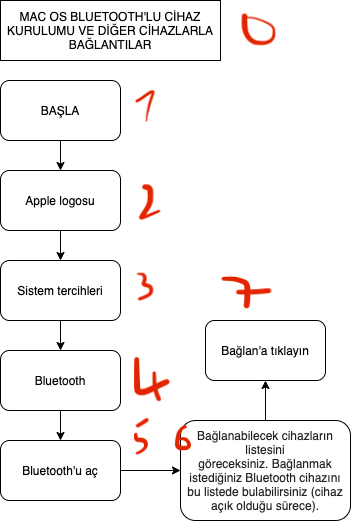 MAC OS BLUETOOTH'LU CİHAZ
KURULUMU VE DİĞER CİHAZLARLA
BAĞLANTILAR
0
BAŞLA
1
Apple logosu
2
Sistem tercihleri
3
Bluetooth
4
Bluetooth'u aç
5
6
Bağlanabilecek cihazların
listesini
göreceksiniz. Bağlanmak
istediğiniz Bluetooth cihazını
bu listede bulabilirsiniz (cihaz
açık olduğu sürece).
7
Bağlan'a tıklayın